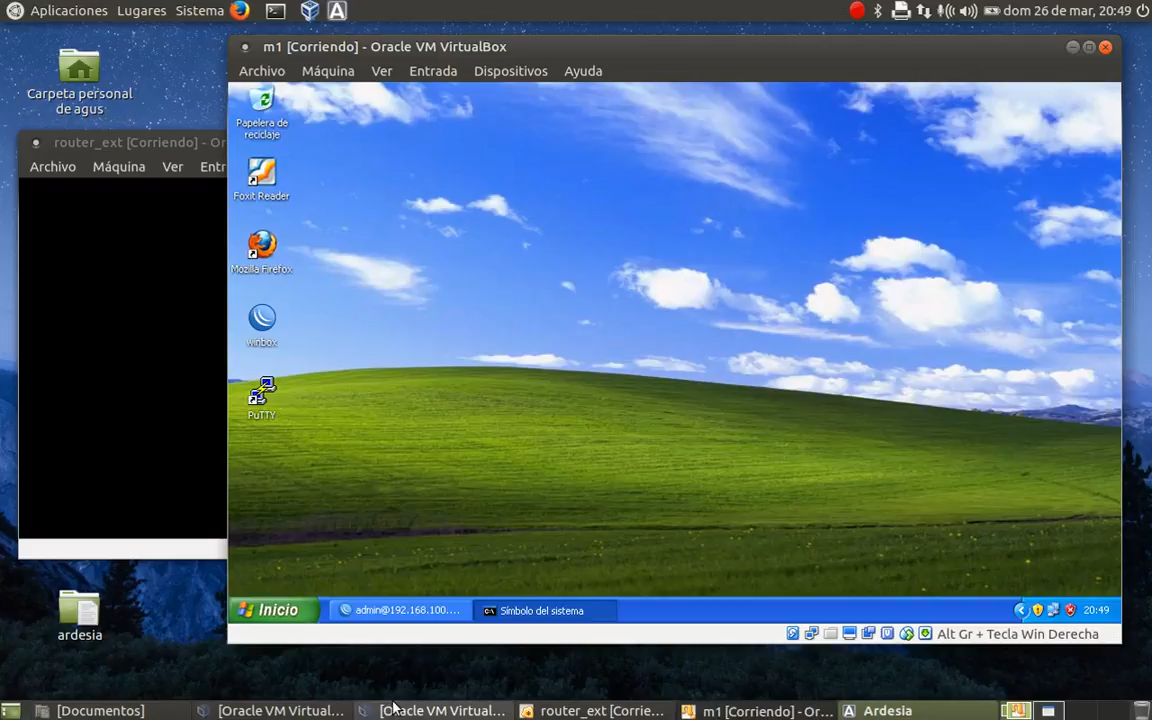 Aplicaciones Lugares Sistema
dom 26 de mar, 20:49
Carpeta personal
de agus
router_ext [Corriendo] - Or
Archivo Máquina Ver Entr
ardesia
m1 [Corriendo] - Oracle VM VirtualBox
Archivo Máquina Ver Entrada Dispositivos Ayuda
Papelera de
reciclaje
Foxit Reader
Mozilla Firefox
Winbox
PuTTY
Inicio
admin@192.168.100....
Símbolo del sistema
20:49
Alt Gr + Tecla Win Derecha
[Documentos]
[Oracle VM Virtual...
[Oracle VM Virtual...
router_ext [Corrie...
m1 [Corriendo] - Or...
Ardesia